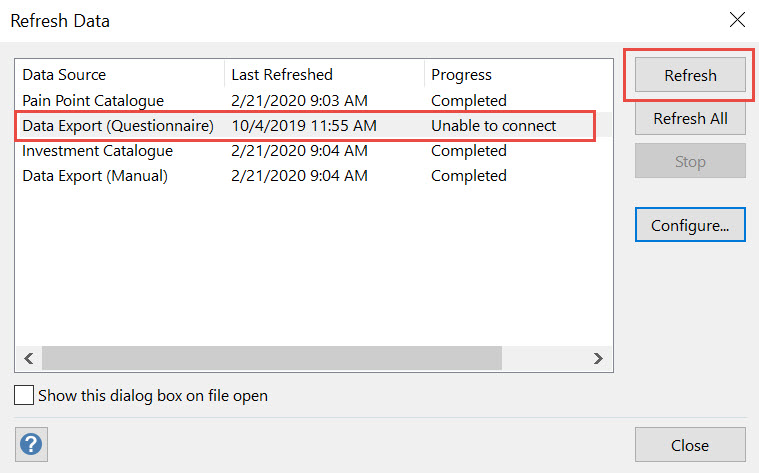 Refresh Data
Data Source Last Refreshed Progress
Pain Point Catalogue 2/21/2020 9:03 AM Completed
Data Export (Questionnaire) 10/4/2019 11:55 AM Unable to connect
Investment Catalogue 2/21/2020 9:04 AM Completed
Data Export (Manual) 2/21/2020 9:04 AM Completed
Refresh
Refresh All
Stop
Configure...
Show this dialog box on file open
?
Close